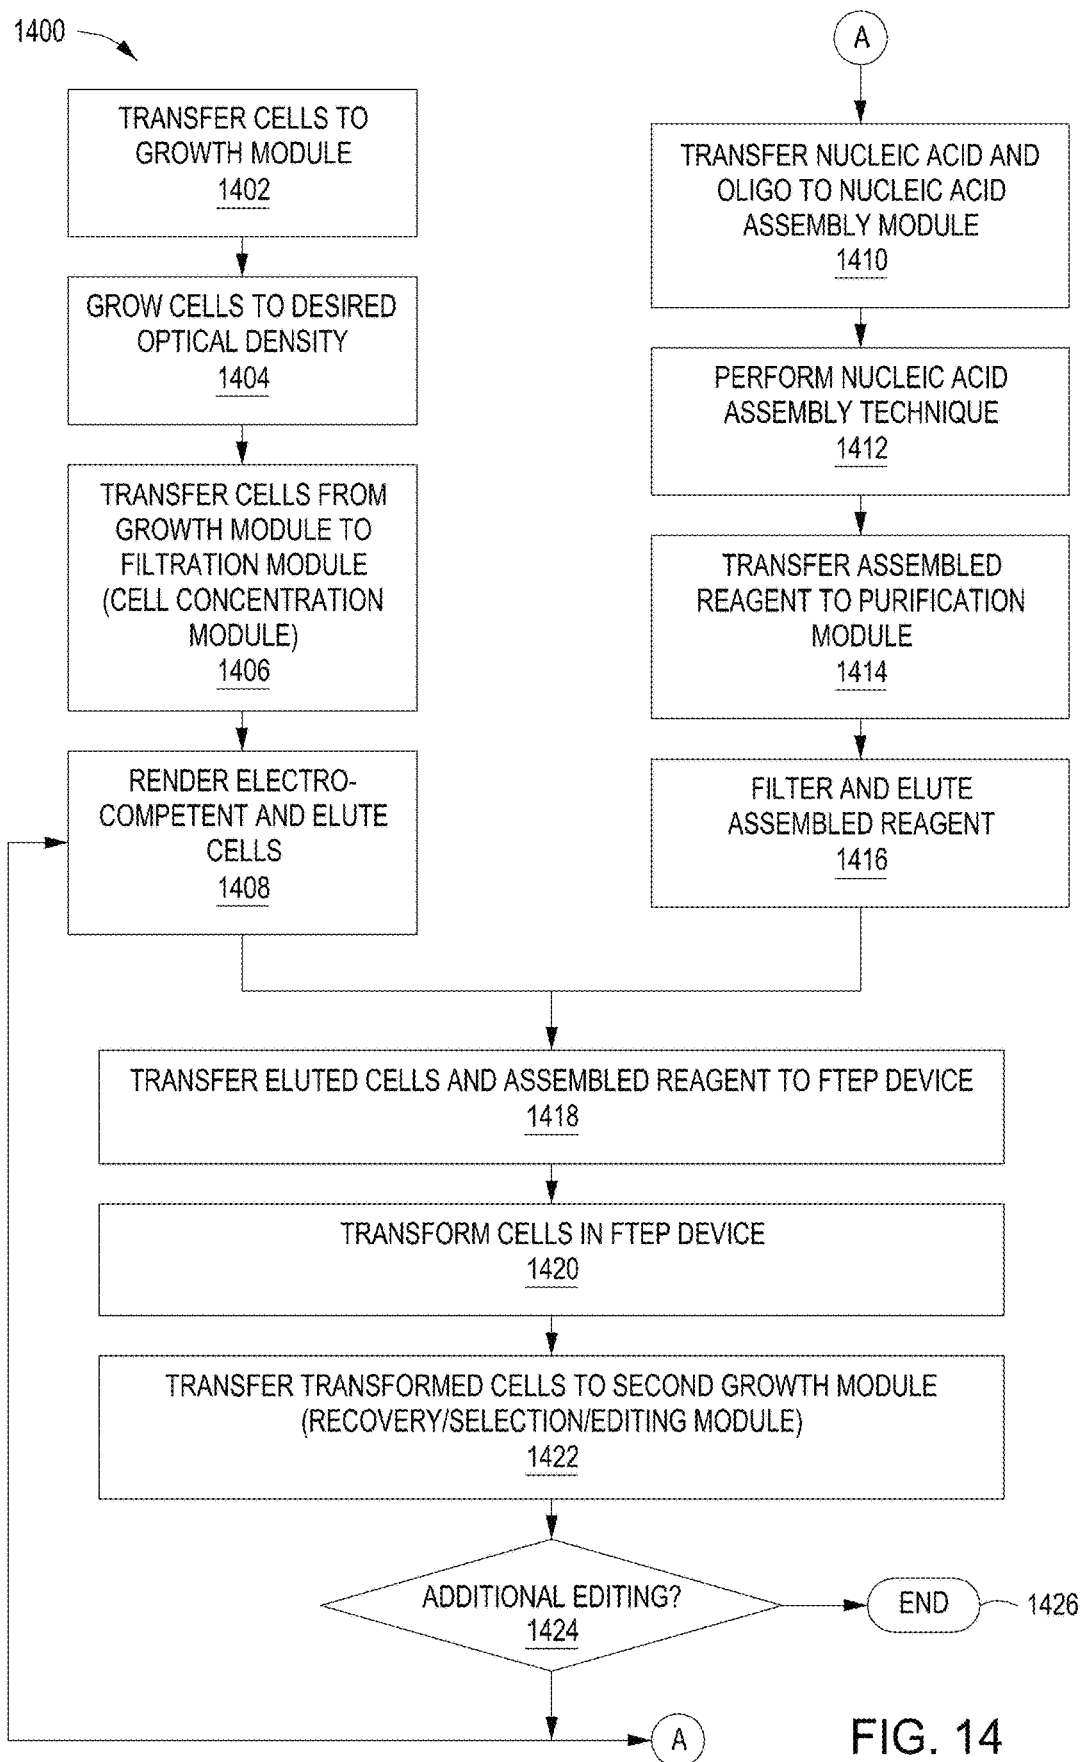 1400
TRANSFER CELLS TO
GROWTH MODULE
1402
GROW CELLS TO DESIRED
OPTICAL DENSITY
1404
TRANSFER CELLS FROM
GROWTH MODULE TO
FILTRATION MODULE
(CELL CONCENTRATION
MODULE)
1406
RENDER ELECTRO-
COMPETENT AND ELUTE
CELLS
1408
A
TRANSFER NUCLEIC ACID AND
OLIGO TO NUCLEIC ACID
ASSEMBLY MODULE
1410
PERFORM NUCLEIC ACID
ASSEMBLY TECHNIQUE
1412
TRANSFER ASSEMBLED
REAGENT TO PURIFICATION
MODULE
1414
FILTER AND ELUTE
ASSEMBLED REAGENT
1416
TRANSFER ELUTED CELLS AND ASSEMBLED REAGENT TO FTEP DEVICE
1418
TRANSFORM CELLS IN FTEP DEVICE
1420
TRANSFER TRANSFORMED CELLS TO SECOND GROWTH MODULE
(RECOVERY/SELECTION/EDITING MODULE)
1422
ADDITIONAL EDITING?
1424
END
1426
A
FIG. 14